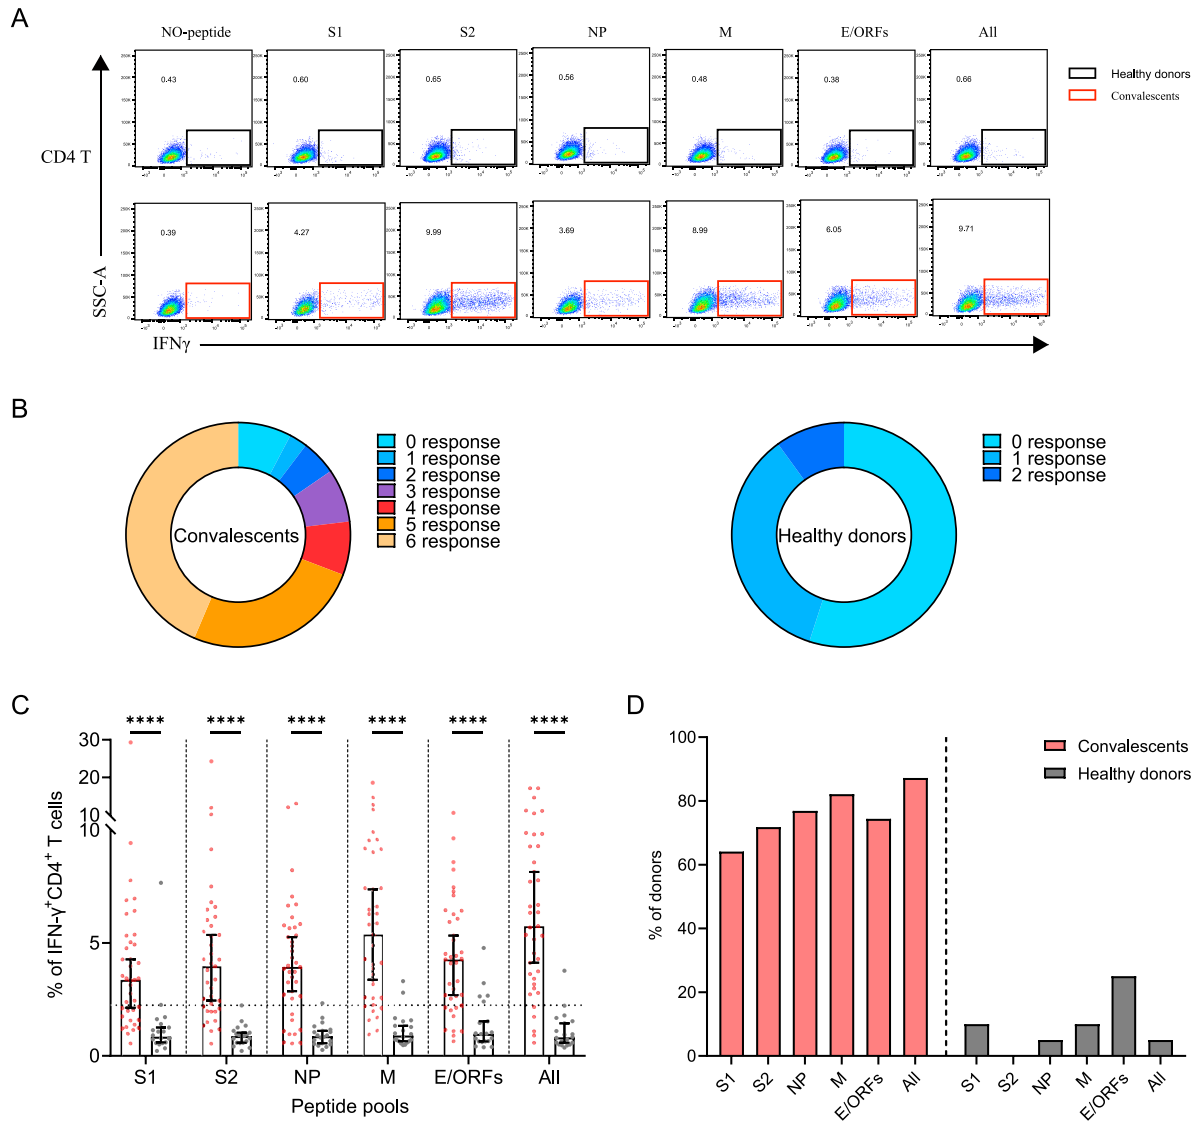 A
NO-peptide S1 S2 NP M E/ORFs All
0.43 0.60 0.65 0.56 0.48 0.38 0.66
Healthy donors
Convalescents
CD4 T
0.39 4.27 9.99 3.69 8.99 6.05 9.71
SSC-A
IFNγ
B
Convalescents
0 response
1 response
2 response
3 response
4 response
5 response
6 response
Healthy donors
0 response
1 response
2 response
C
**** **** **** **** **** ****
% of IFN-γ+CD4+ T cells
30
20
10
10
5
0
S1 S2 NP M E/ORFs All
Peptide pools
D
Convalescents
Healthy donors
% of donors
100
80
60
40
20
0
S1 S2 NP M E/ORFs All S1 S2 NP M E/ORFs All